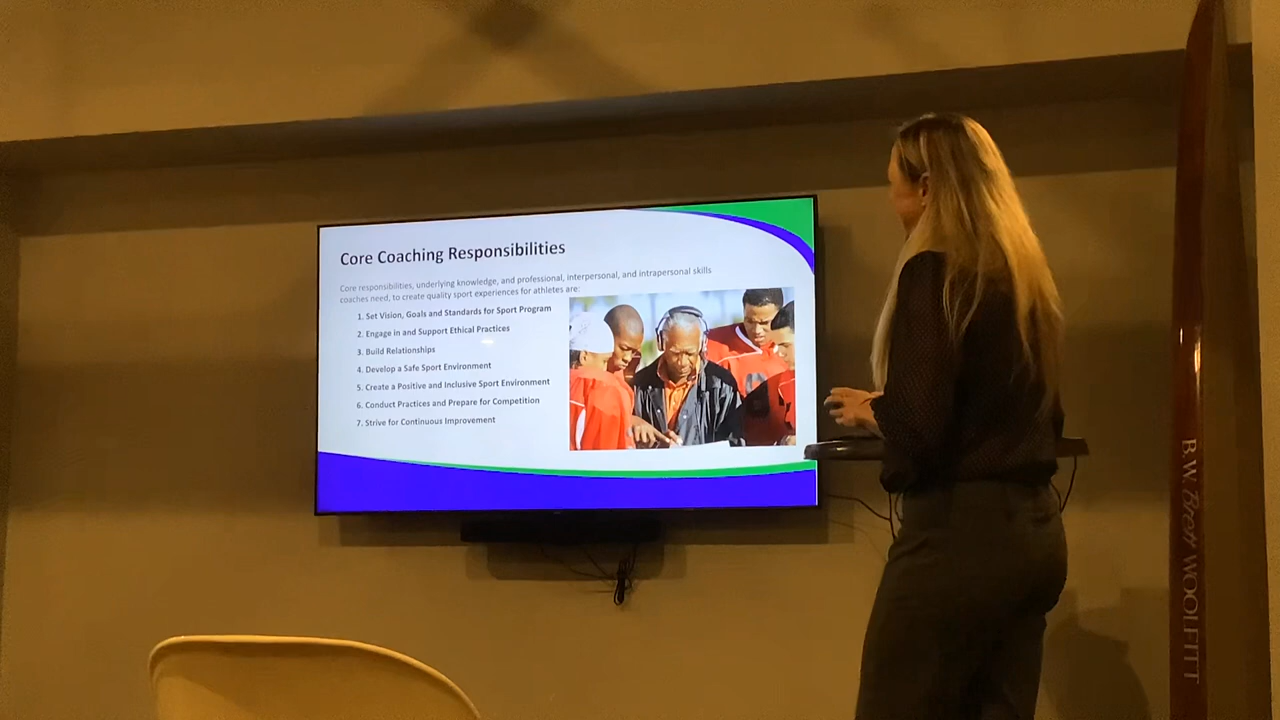 Core Coaching Responsibilities
Core responsibilities, underlying knowledge, and professional, interpersonal, and intrapersonal skills
coaches need, to create quality sport experiences for athletes are:
1. Set Vision, Goals and Standards for Sport Program
2. Engage in and Support Ethical Practices
3. Build Relationships
4. Develop a Safe Sport Environment
5. Create a Positive and Inclusive Sport Environment
6. Conduct Practices and Prepare for Competition
7. Strive for Continuous Improvement
B.W. Brett WOOLFITT